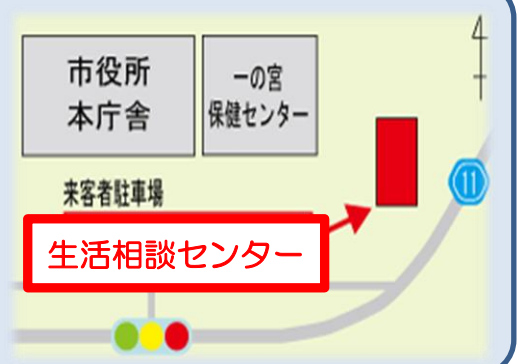 市役所
本庁舎
一の宮
保健センター
来客者駐車場
11
生活相談センター